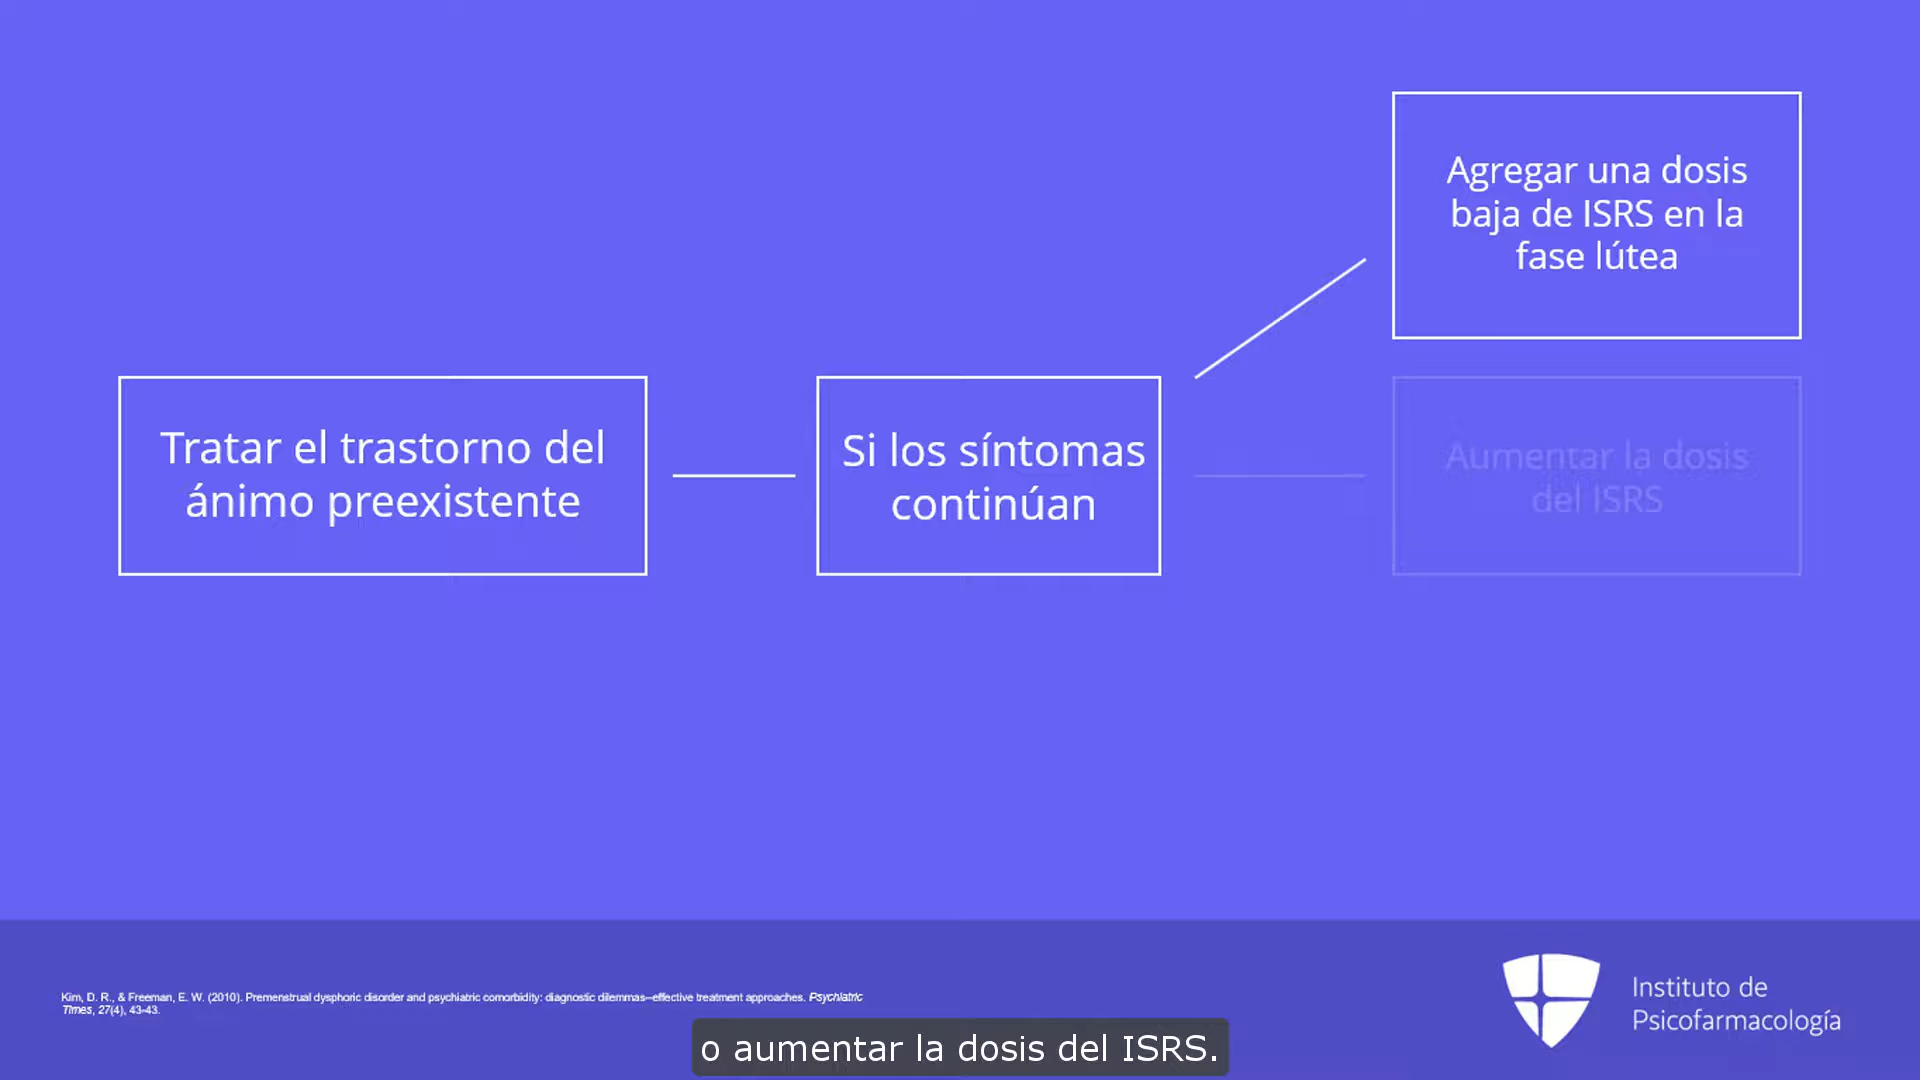 Agregar una dosis
baja de ISRS en la
fase lútea
Tratar el trastorno del
ánimo preexistente
Si los síntomas
continúan
Aumentar la dosis
del ISRS
Kim, D. R., & Freeman, E. W. (2010). Premenstrual dysphoric disorder and psychiatric comorbidity: diagnostic dilemmas--effective treatment approaches. Psychiatric
Times, 27(4), 43-43.
Instituto de
Psicofarmacología
o aumentar la dosis del ISRS.